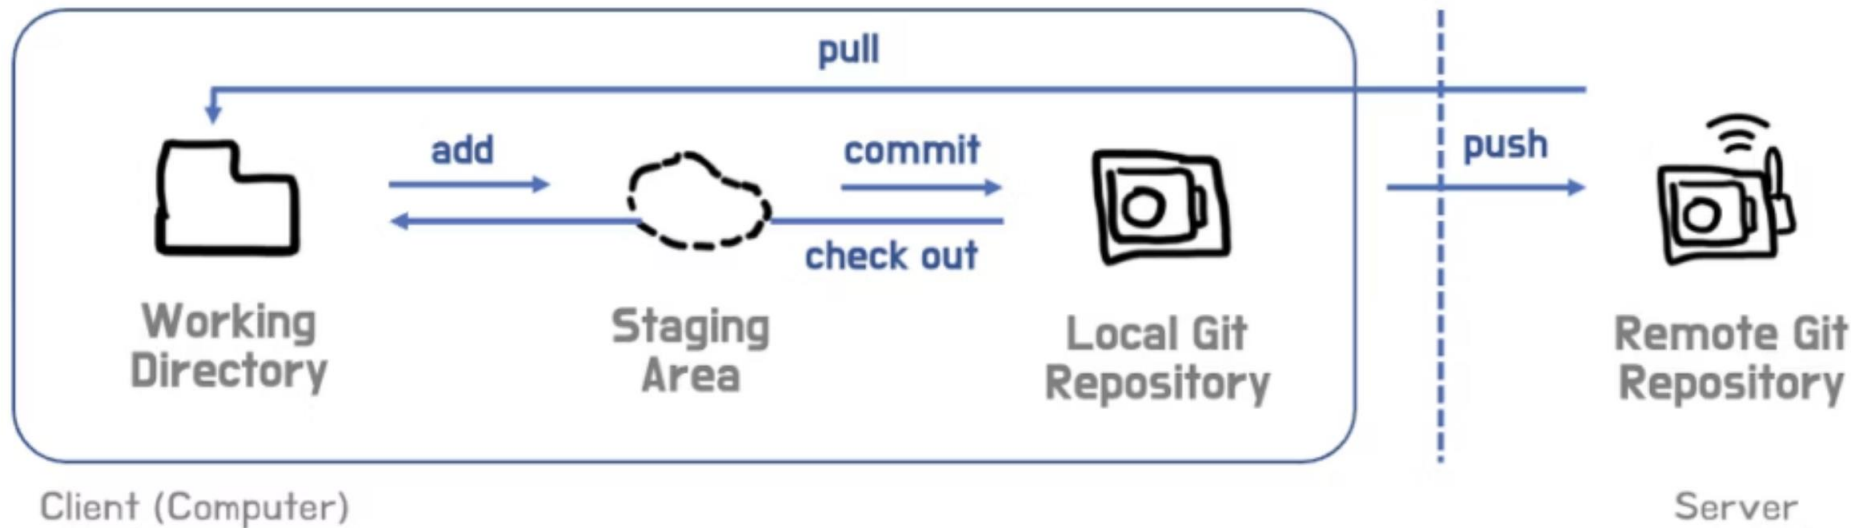 pull
add
commit
push
check out
Working
Directory
Staging
Area
Local Git
Repository
Remote Git
Repository
Client (Computer)
Server